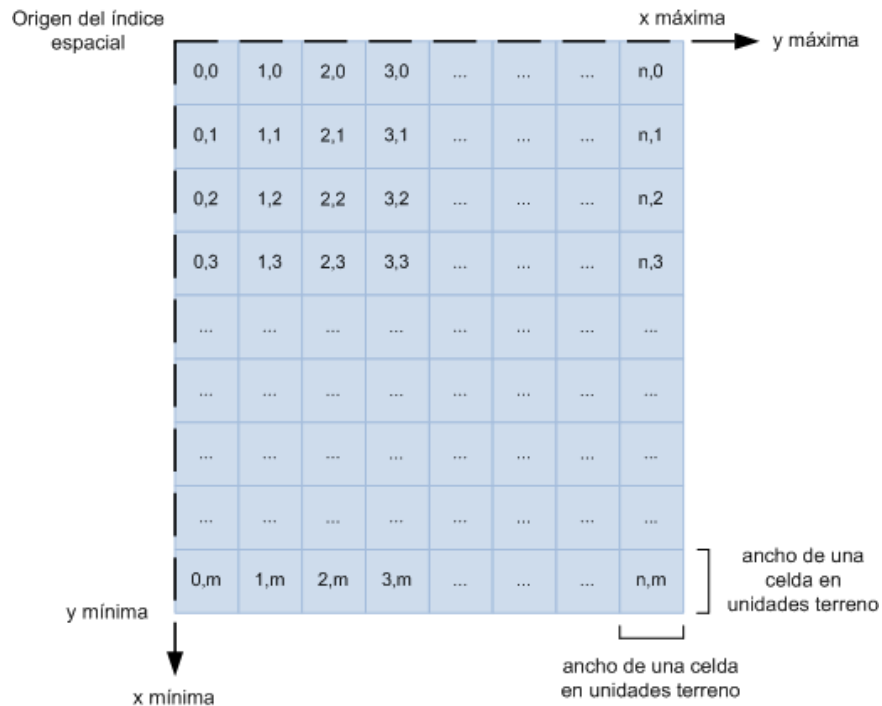 Origen del índice
espacial
x máxima
y máxima
0,0 1,0 2,0 3,0 ... ... ... n,0
0,1 1,1 2,1 3,1 ... ... ... n,1
0,2 1,2 2,2 3,2 ... ... ... n,2
0,3 1,3 2,3 3,3 ... ... ... n,3
... ... ... ... ... ... ... ...
... ... ... ... ... ... ... ...
... ... ... ... ... ... ... ...
... ... ... ... ... ... ... ...
0,m 1,m 2,m 3,m ... ... ... n,m
ancho de una
celda en
unidades terreno
y mínima
x mínima
ancho de una celda
en unidades terreno